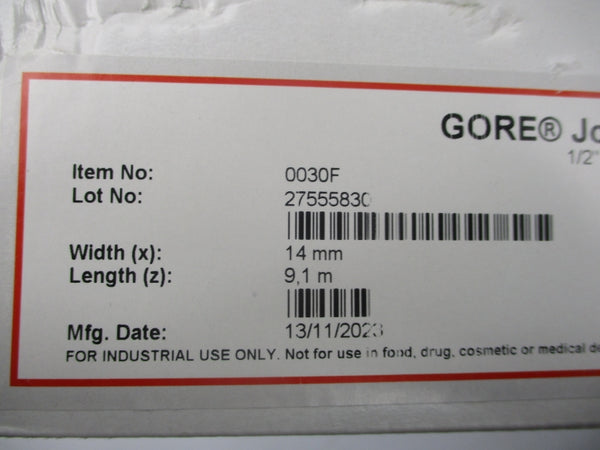 GORE® Jo
1/2"
Item No: 0030F
Lot No: 27555830
Width (x): 14 mm
Length (z): 9,1 m
Mfg. Date: 13/11/2023
FOR INDUSTRIAL USE ONLY. Not for use in food, drug, cosmetic or medical de